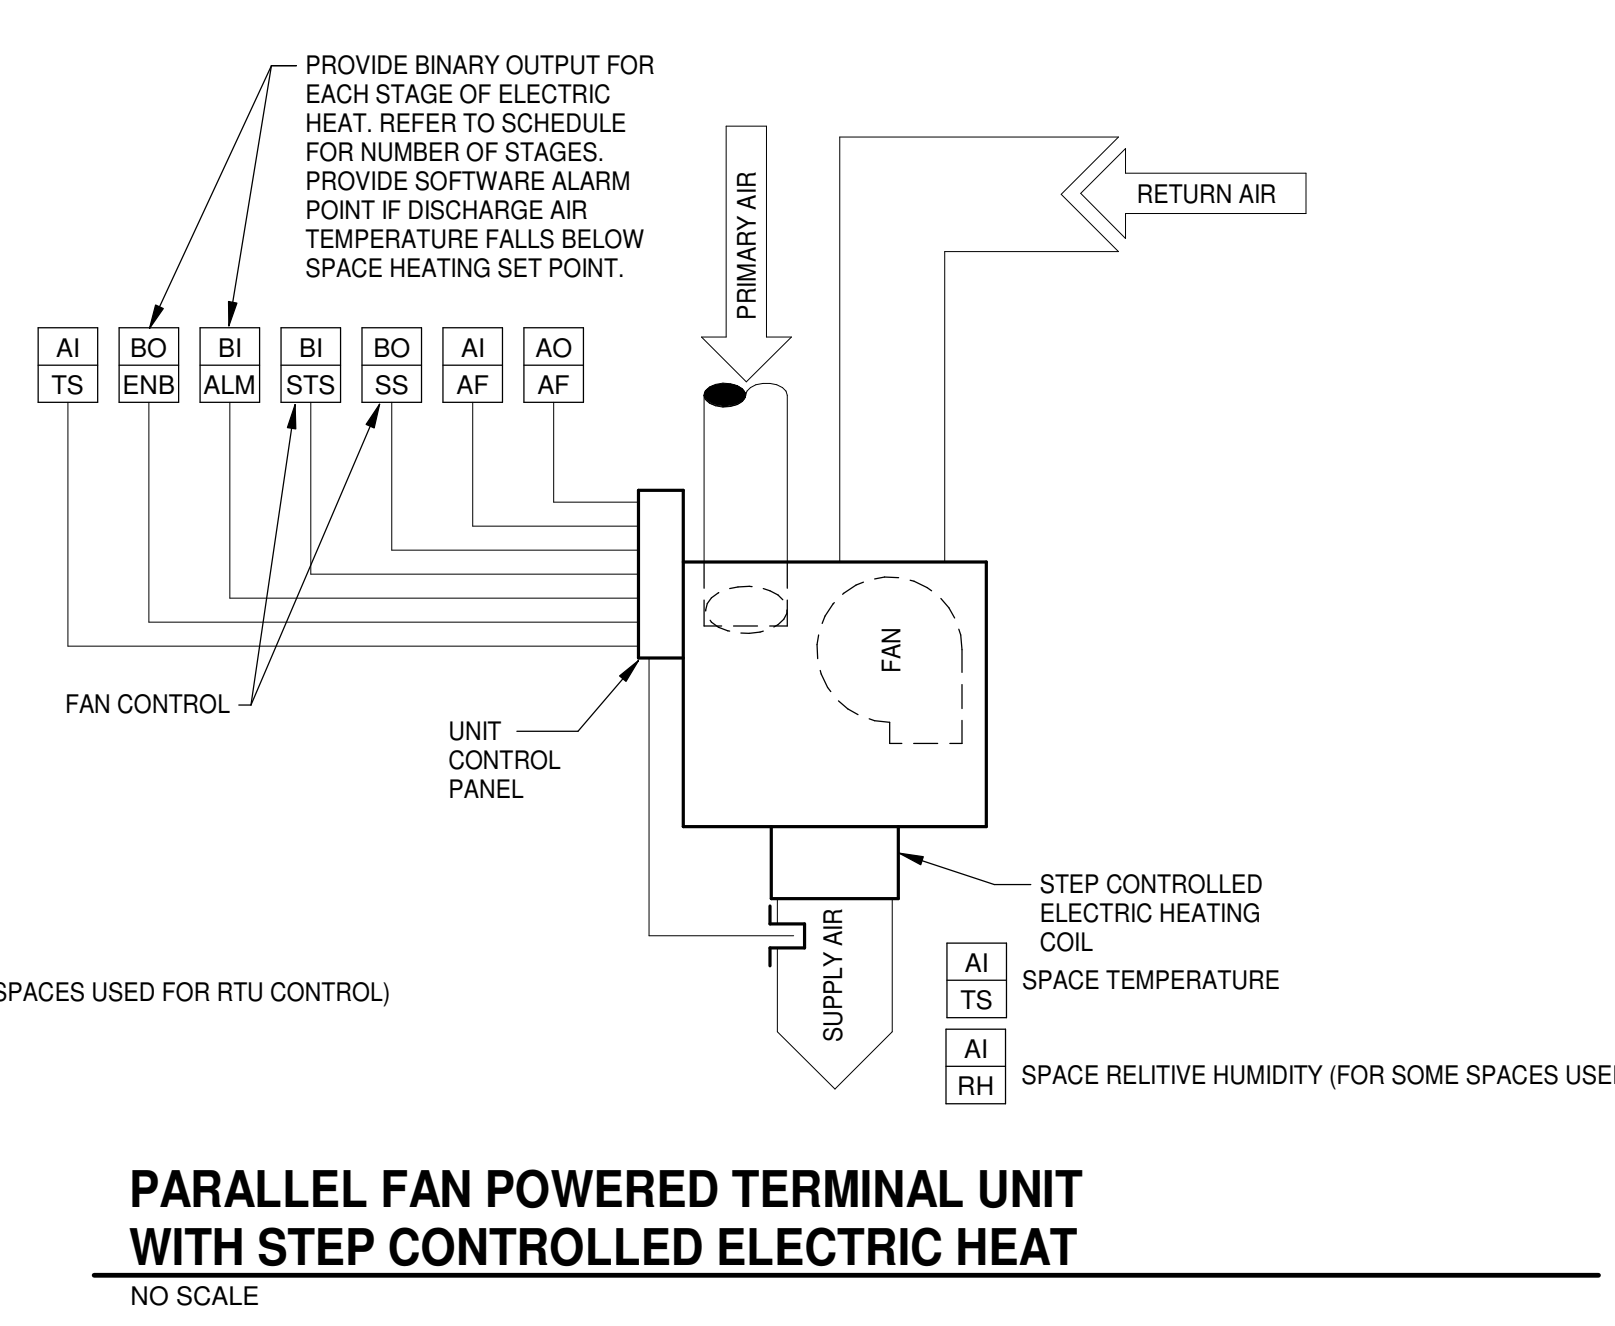 PROVIDE BINARY OUTPUT FOR
EACH STAGE OF ELECTRIC
HEAT. REFER TO SCHEDULE
FOR NUMBER OF STAGES.
PROVIDE SOFTWARE ALARM
POINT IF DISCHARGE AIR
TEMPERATURE FALLS BELOW
SPACE HEATING SET POINT.
PRIMARY AIR
RETURN AIR
AI BO BI BI BO AI AO
TS ENB ALM STS SS AF AF
FAN
FAN CONTROL
UNIT
CONTROL
PANEL
STEP CONTROLLED
ELECTRIC HEATING
COIL
SUPPLY AIR
AI
TS
SPACE TEMPERATURE
SPACES USED FOR RTU CONTROL)
AI
RH
SPACE RELITIVE HUMIDITY (FOR SOME SPACES USE
PARALLEL FAN POWERED TERMINAL UNIT
WITH STEP CONTROLLED ELECTRIC HEAT
NO SCALE